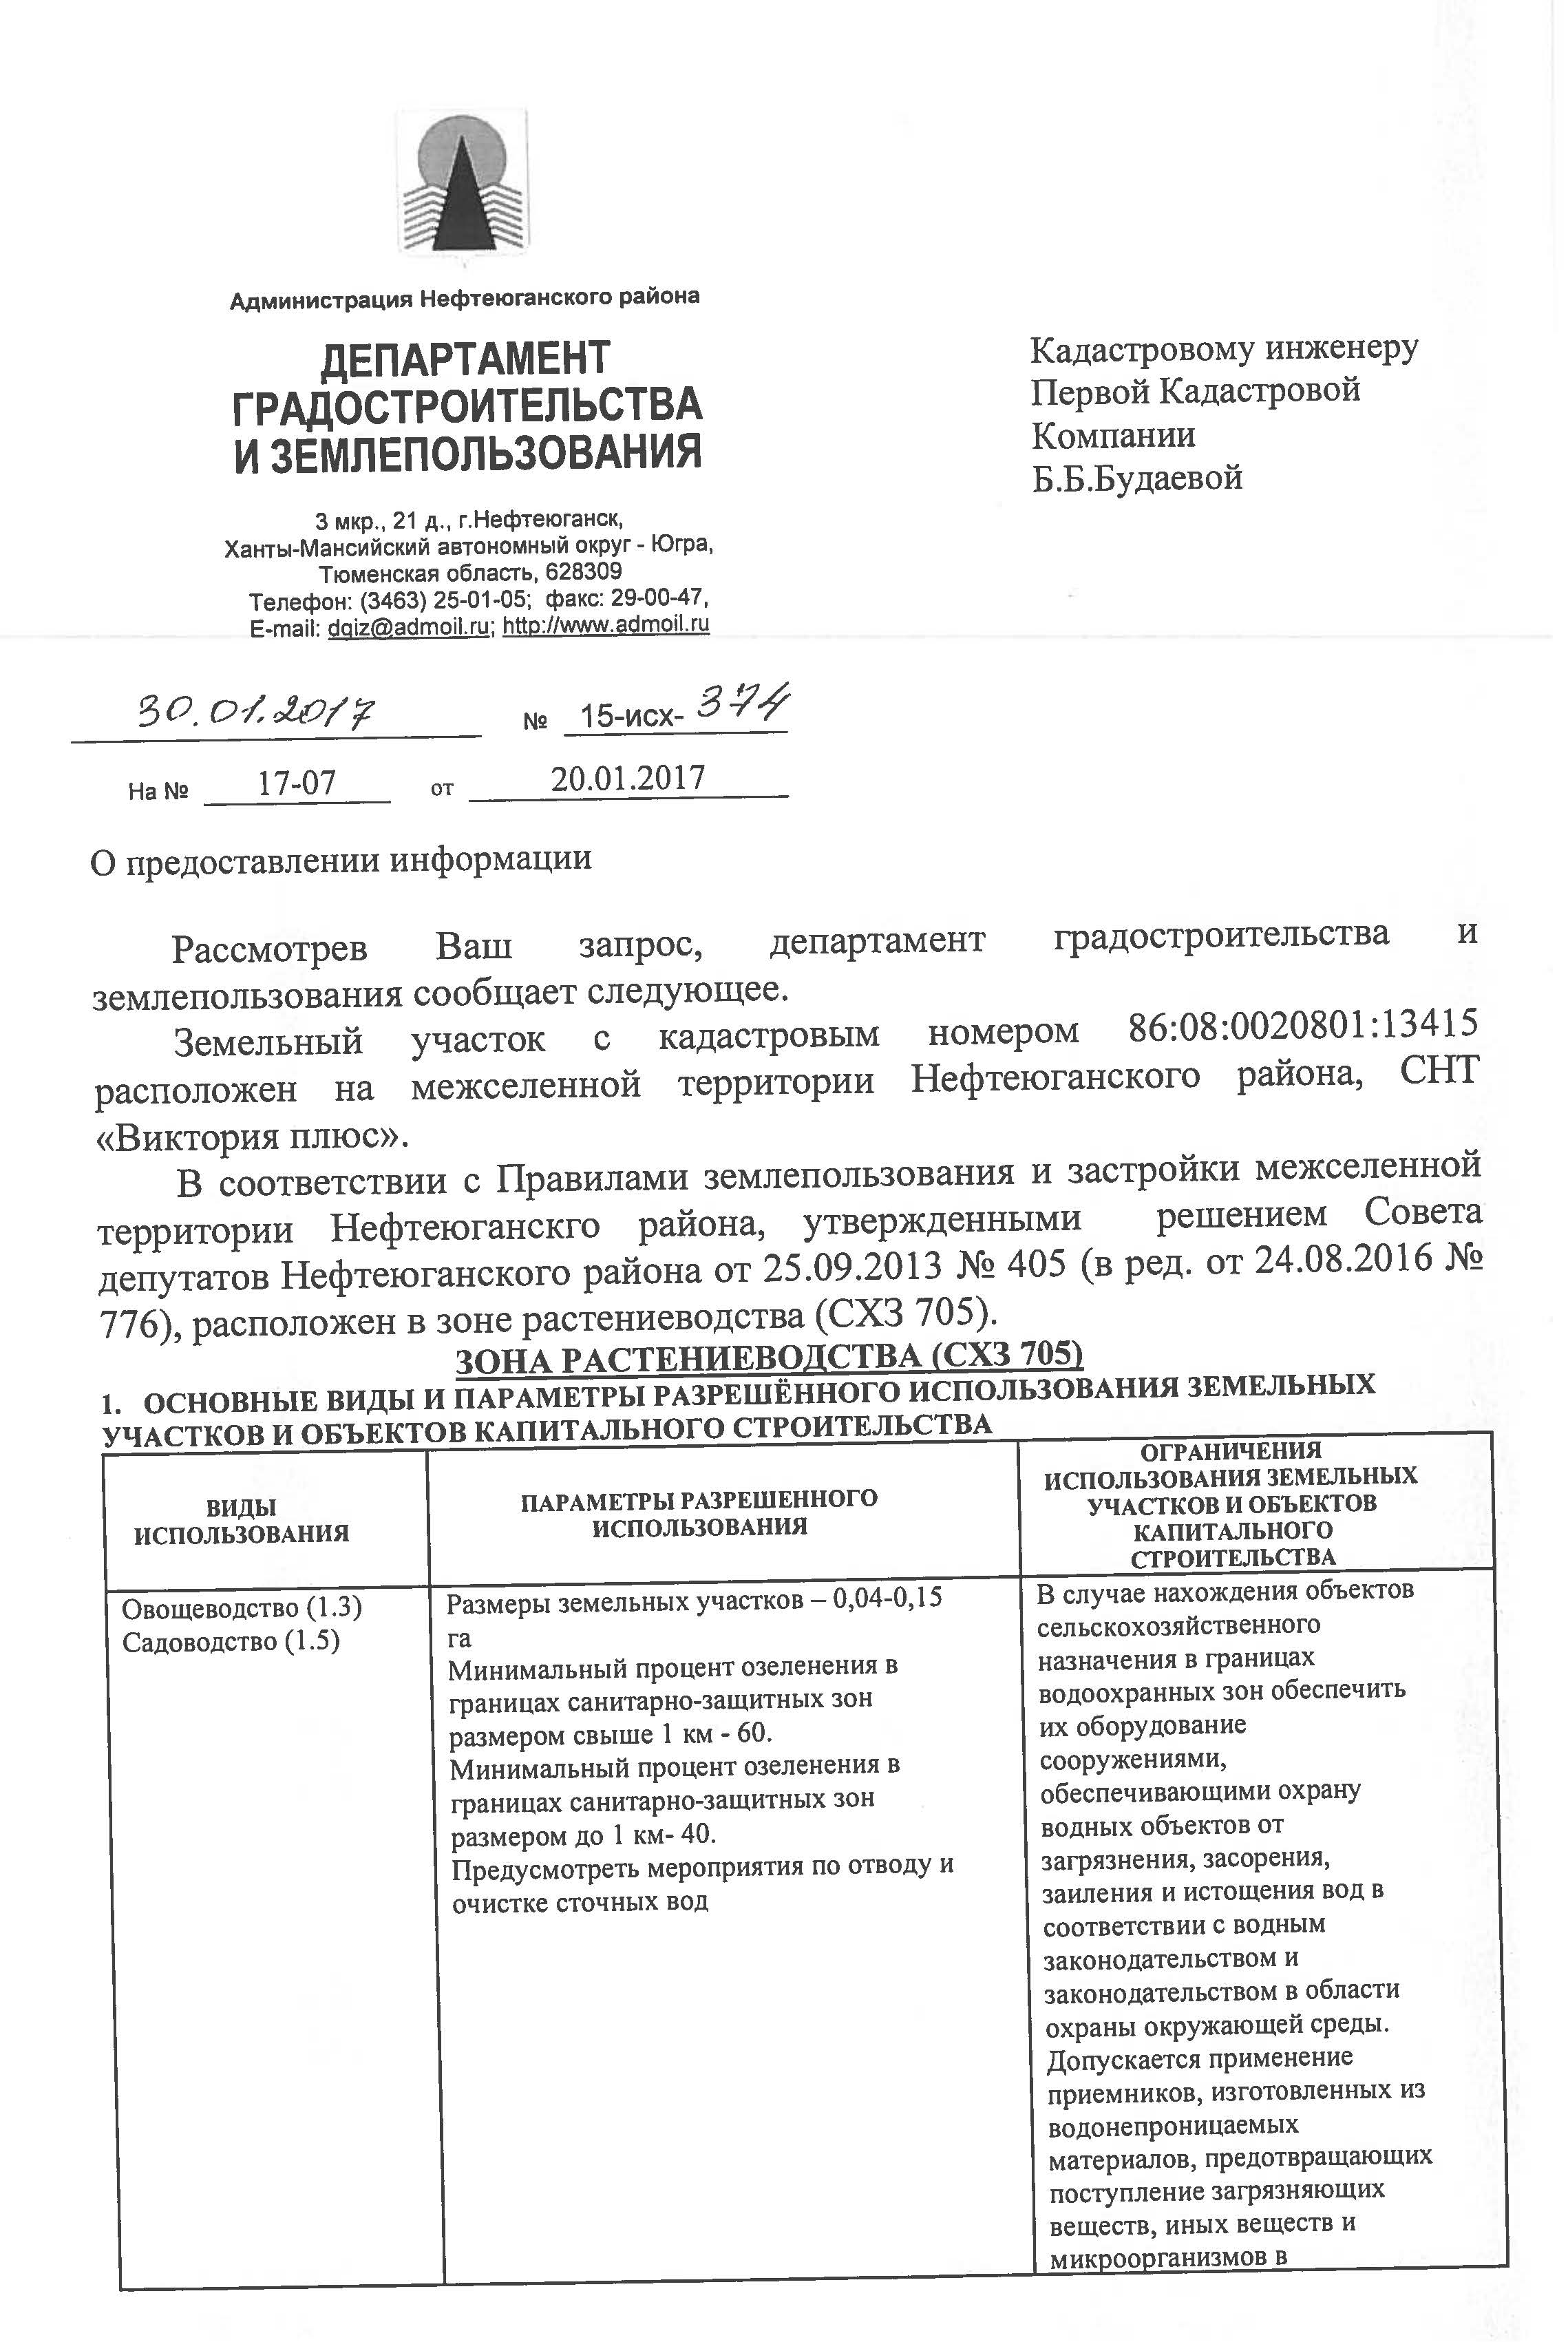 Администрация Нефтеюганского района
ДЕПАРТАМЕНТ
ГРАДОСТРОИТЕЛЬСТВА
И ЗЕМЛЕПОЛЬЗОВАНИЯ
3 мкр., 21 д., г.Нефтеюганск,
Ханты-Мансийский автономный округ - Югра,
Тюменская область, 628309
Телефон: (3463) 25-01-05;  факс: 29-00-47,
E-mail: dgiz@admoil.ru; http://www.admoil.ru
Кадастровому инженеру
Первой Кадастровой
Компании
Б.Б.Будаевой
30.01.2017 № 15-исх-374
На № 17-07 от 20.01.2017
О предоставлении информации
Рассмотрев Ваш запрос, департамент градостроительства и
землепользования сообщает следующее.
Земельный участок с кадастровым номером 86:08:0020801:13415
расположен на межселенной территории Нефтеюганского района, СНТ
«Виктория плюс».
В соответствии с Правилами землепользования и застройки межселенной
территории Нефтеюганскго района, утвержденными решением Совета
депутатов Нефтеюганского района от 25.09.2013 № 405 (в ред. от 24.08.2016 №
776), расположен в зоне растениеводства (СХЗ 705).
ЗОНА РАСТЕНИЕВОДСТВА (СХЗ 705)
1. ОСНОВНЫЕ ВИДЫ И ПАРАМЕТРЫ РАЗРЕШЁННОГО ИСПОЛЬЗОВАНИЯ ЗЕМЕЛЬНЫХ
УЧАСТКОВ И ОБЪЕКТОВ КАПИТАЛЬНОГО СТРОИТЕЛЬСТВА
ВИДЫ
ИСПОЛЬЗОВАНИЯ
ПАРАМЕТРЫ РАЗРЕШЕННОГО
ИСПОЛЬЗОВАНИЯ
ОГРАНИЧЕНИЯ
ИСПОЛЬЗОВАНИЯ ЗЕМЕЛЬНЫХ
УЧАСТКОВ И ОБЪЕКТОВ
КАПИТАЛЬНОГО
СТРОИТЕЛЬСТВА
Овощеводство (1.3)
Садоводство (1.5)
Размеры земельных участков – 0,04-0,15
га
Минимальный процент озеленения в
границах санитарно-защитных зон
размером свыше 1 км - 60.
Минимальный процент озеленения в
границах санитарно-защитных зон
размером до 1 км- 40.
Предусмотреть мероприятия по отводу и
очистке сточных вод
В случае нахождения объектов
сельскохозяйственного
назначения в границах
водоохранных зон обеспечить
их оборудование
сооружениями,
обеспечивающими охрану
водных объектов от
загрязнения, засорения,
заиления и истощения вод в
соответствии с водным
законодательством и
законодательством в области
охраны окружающей среды.
Допускается применение
приемников, изготовленных из
водонепроницаемых
материалов, предотвращающих
поступление загрязняющих
веществ, иных веществ и
микроорганизмов в